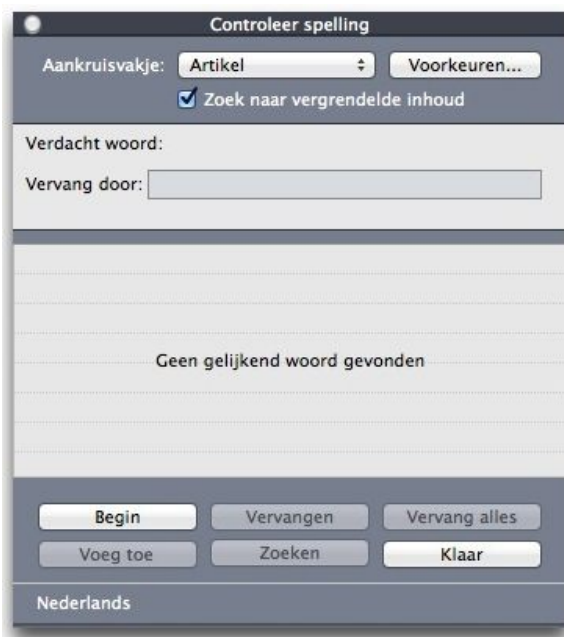 Controleer spelling
Aankruisvakje: Artikel Voorkeuren...
Zoek naar vergrendelde inhoud
Verdacht woord:
Vervang door:
Geen gelijkend woord gevonden
Begin Vervangen Vervang alles
Voeg toe Zoeken Klaar
Nederlands